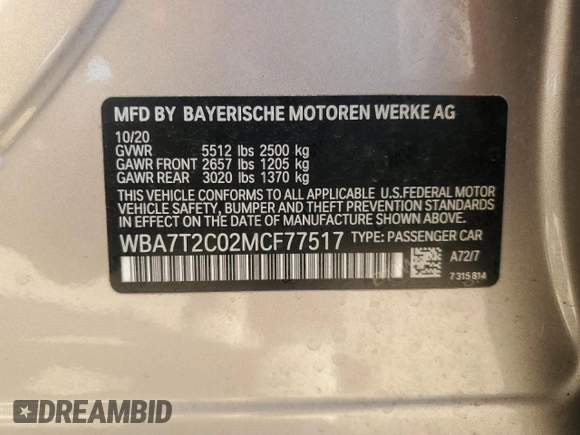 MFD BY BAYERISCHE MOTOREN WERKE AG
10/20
GVWR 5512 lbs 2500 kg
GAWR FRONT 2657 lbs 1205 kg
GAWR REAR 3020 lbs 1370 kg
THIS VEHICLE CONFORMS TO ALL APPLICABLE U.S.FEDERAL MOTOR
VEHICLE SAFETY, BUMPER AND THEFT PREVENTION STANDARDS
IN EFFECT ON THE DATE OF MANUFACTURE SHOWN ABOVE.
WBA7T2C02MCF77517 TYPE: PASSENGER CAR
A72/7
7 315 814
DREAMBID